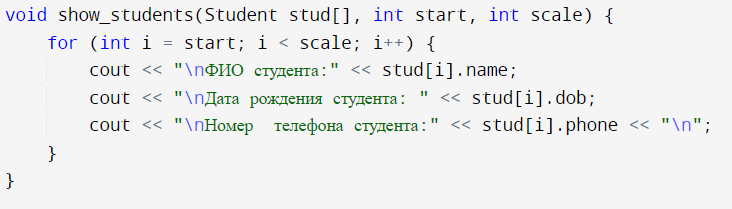 void show_students(Student stud[], int start, int scale) {
    for (int i = start; i < scale; i++) {
        cout << "\nФИО студента:" << stud[i].name;
        cout << "\nДата рождения студента: " << stud[i].dob;
        cout << "\nНомер  телефона студента:" << stud[i].phone << "\n";
    }
}